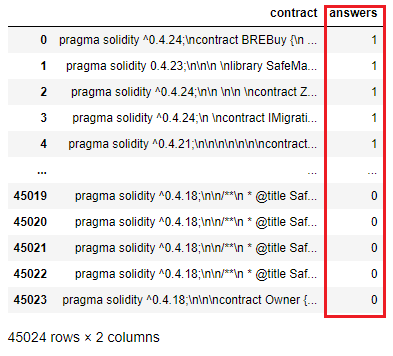 contract answers
0 pragma solidity ^0.4.24;\ncontract BREBuy {\n ... 1
1 pragma solidity 0.4.23;\n\n\n \nlibrary SafeMa... 1
2 pragma solidity ^0.4.24;\n\n \n\n \ncontract Z... 1
3 pragma solidity ^0.4.24;\n \ncontract IMigrati... 1
4 pragma solidity ^0.4.21;\n\n\n\n\n\n\ncontract... 1
... ... ...
45019 pragma solidity ^0.4.18;\n\n/**\n * @title Saf... 0
45020 pragma solidity ^0.4.18;\n\n/**\n * @title Saf... 0
45021 pragma solidity ^0.4.18;\n\n/**\n * @title Saf... 0
45022 pragma solidity ^0.4.18;\n\n/**\n * @title Saf... 0
45023 pragma solidity ^0.4.18;\n\n\ncontract Owner {... 0
45024 rows × 2 columns